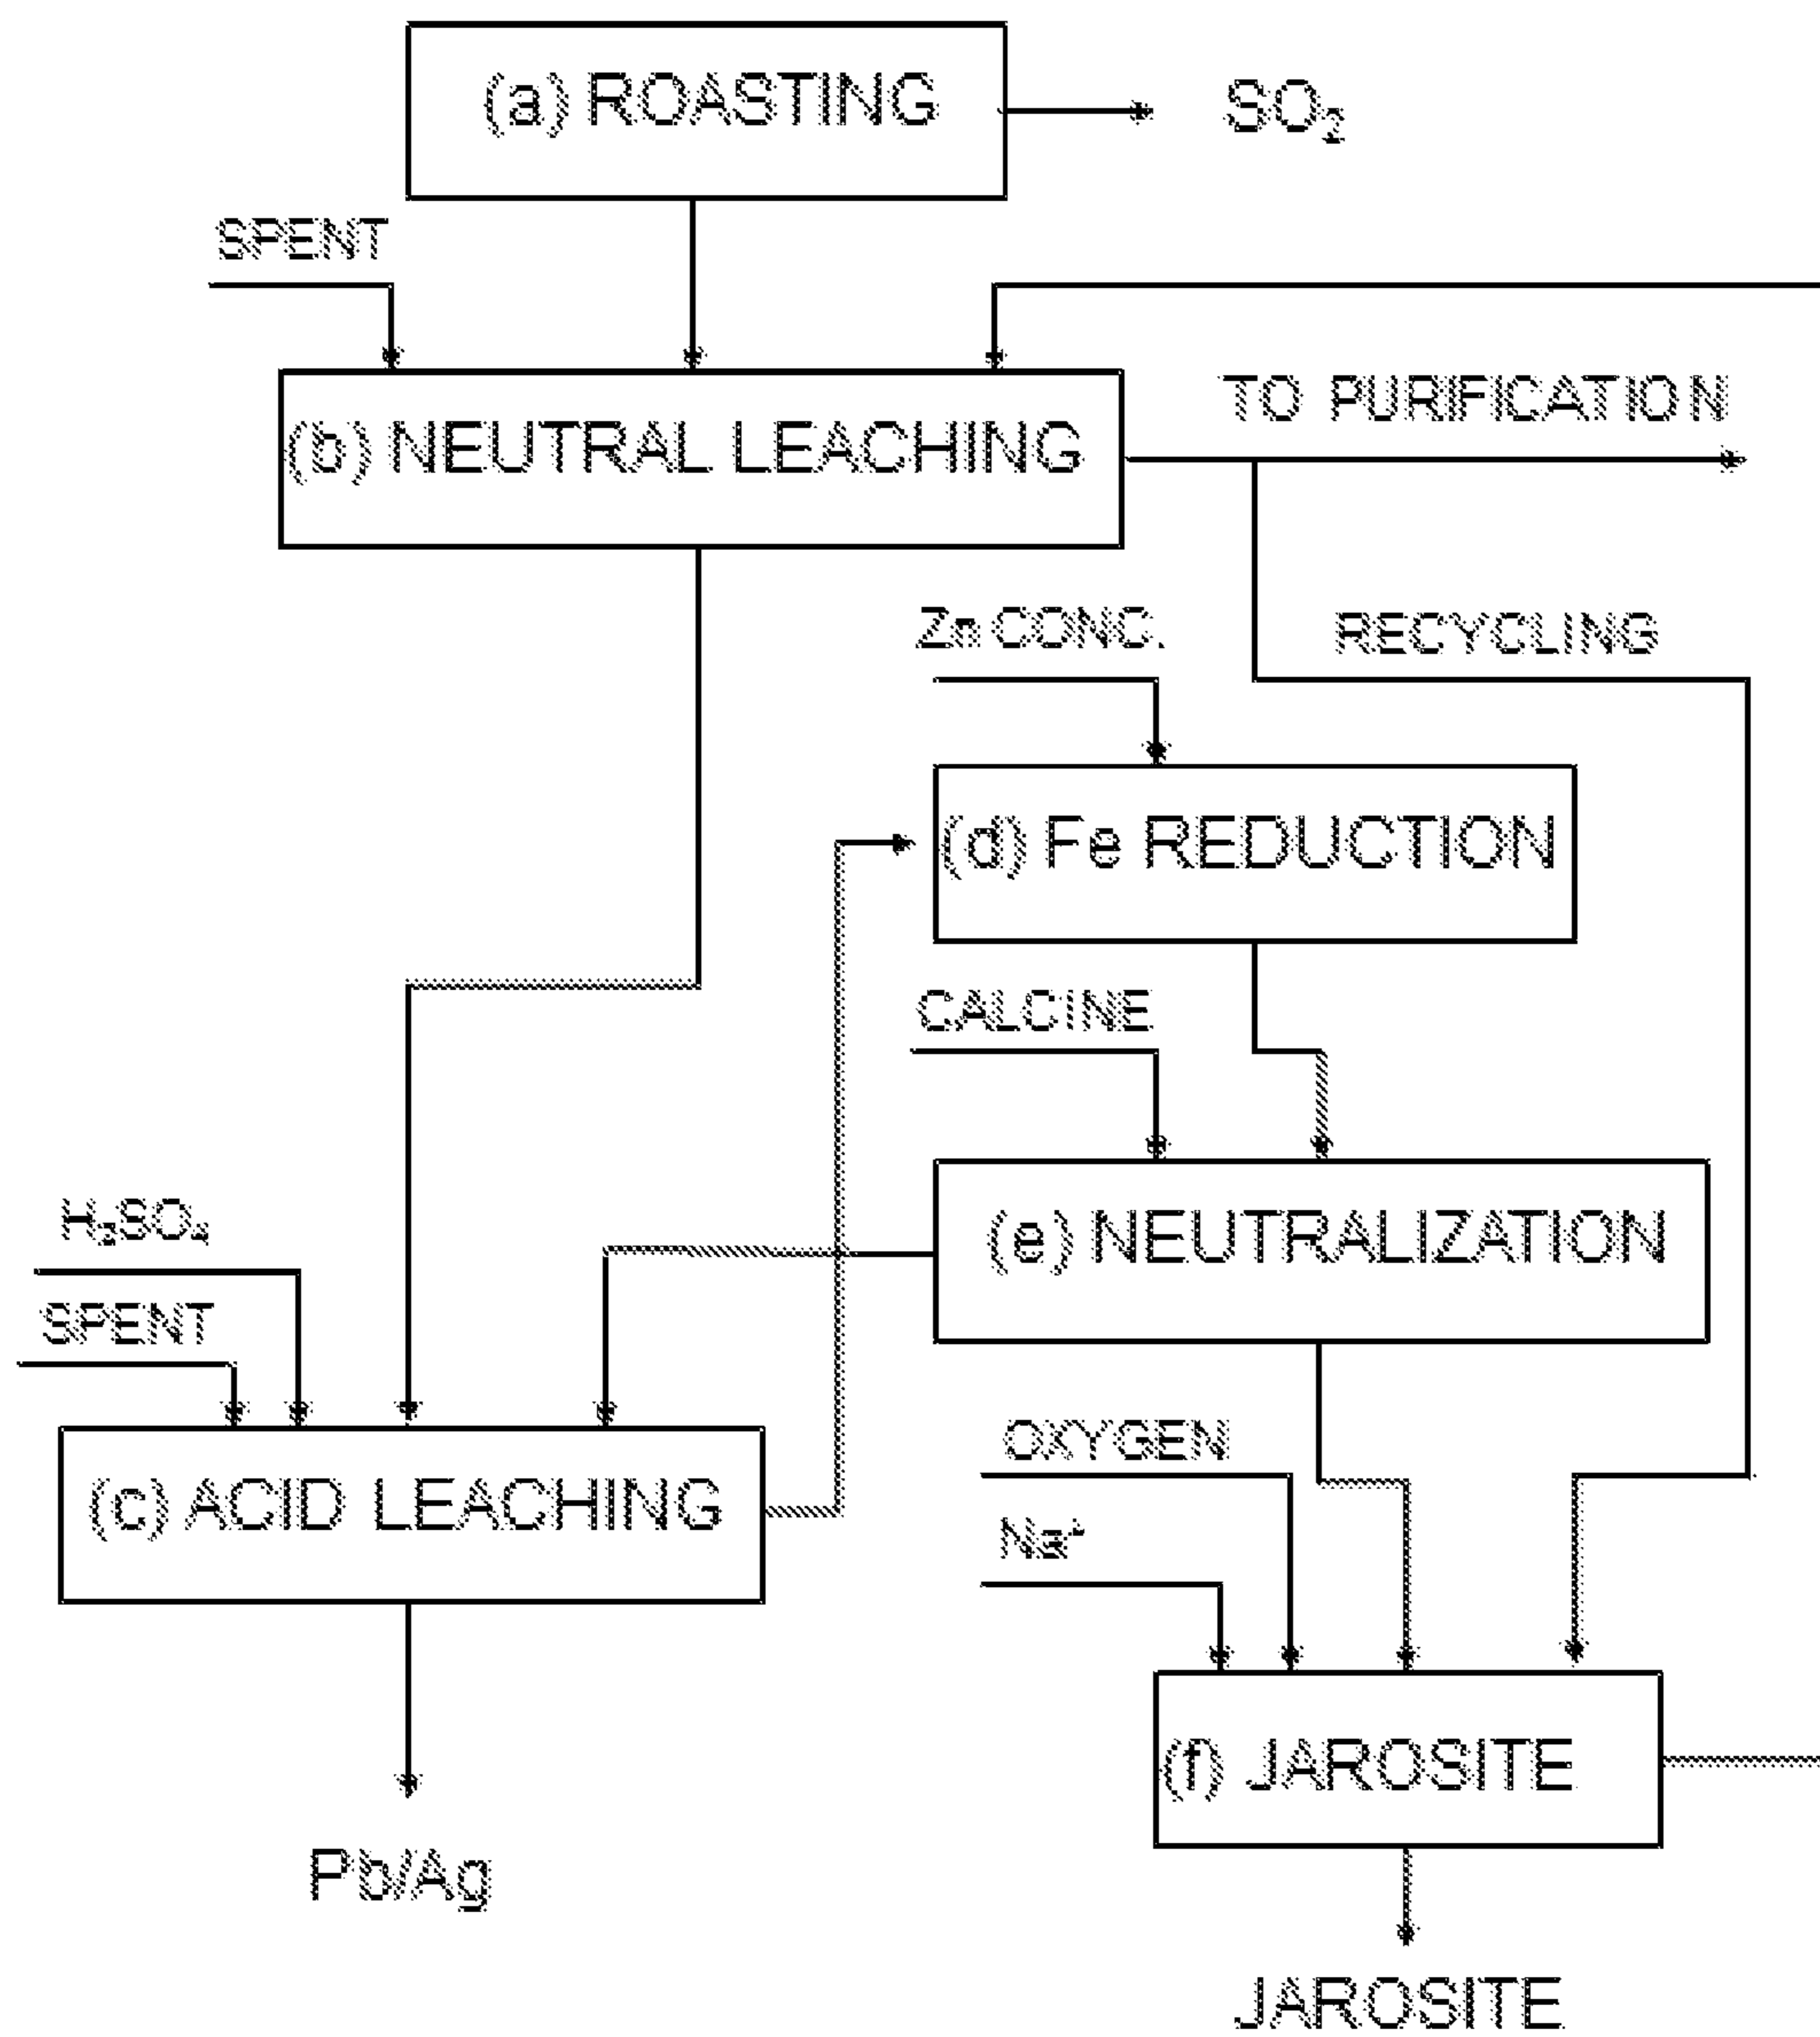 (a) ROASTING
SO₂
SPENT
(b) NEUTRAL LEACHING
TO PURIFICATION
Zn CONC.
RECYCLING
(d) Fe REDUCTION
CALCINE
(e) NEUTRALIZATION
H₂SO₄
SPENT
(c) ACID LEACHING
OXYGEN
Na⁺
(f) JAROSITE
Pb/Ag
JAROSITE